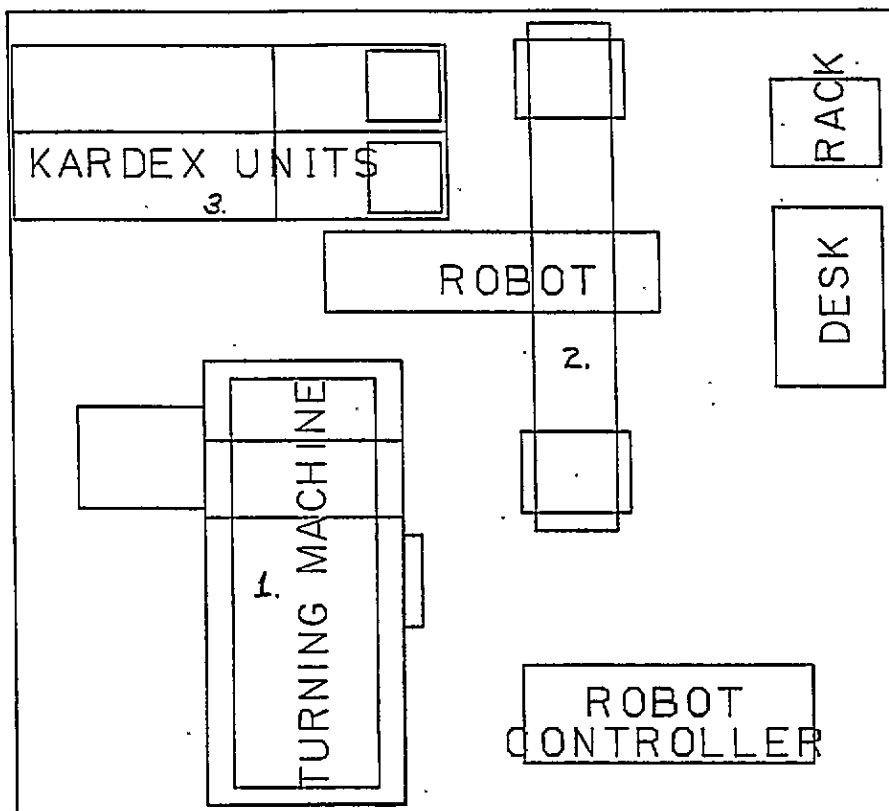 RACK
KARDEX UNITS
3.
ROBOT
DESK
2.
TURNING MACHINE
1.
ROBOT
CONTROLLER